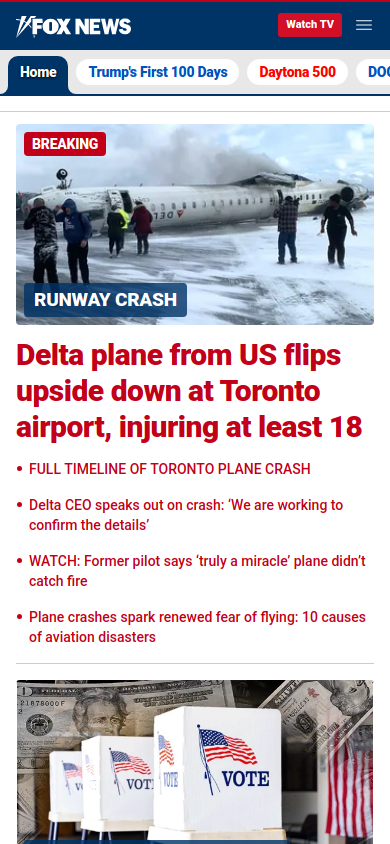 FOX NEWS
Watch TV
Home
Trump's First 100 Days
Daytona 500
DOG
BREAKING
RUNWAY CRASH
Delta plane from US flips
upside down at Toronto
airport, injuring at least 18
• FULL TIMELINE OF TORONTO PLANE CRASH
• Delta CEO speaks out on crash: ‘We are working to
confirm the details’
• WATCH: Former pilot says ‘truly a miracle’ plane didn’t
catch fire
• Plane crashes spark renewed fear of flying: 10 causes
of aviation disasters
21878000F
VOTE